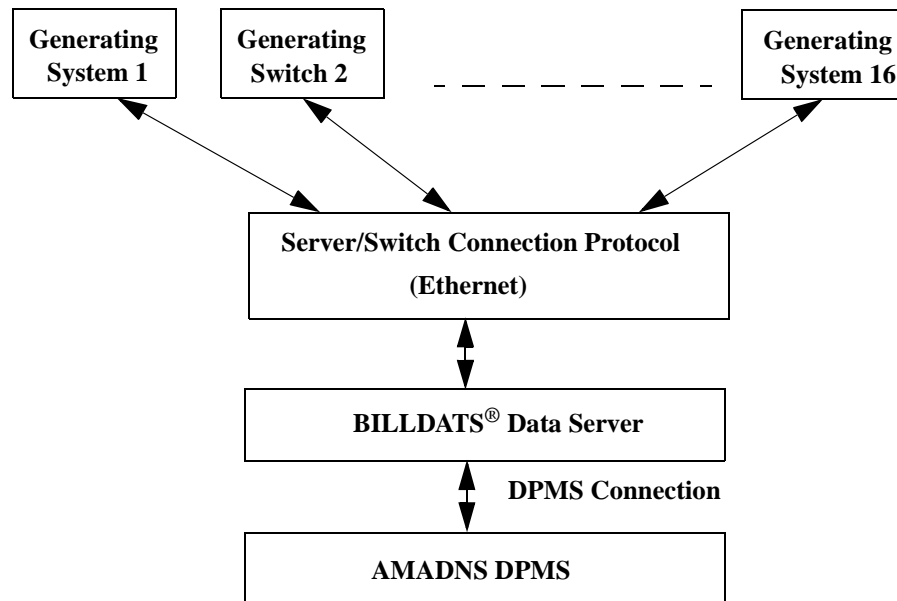 Generating
System 1
Generating
Switch 2
Generating
System 16
Server/Switch Connection Protocol
(Ethernet)
BILLDATS® Data Server
DPMS Connection
AMADNS DPMS